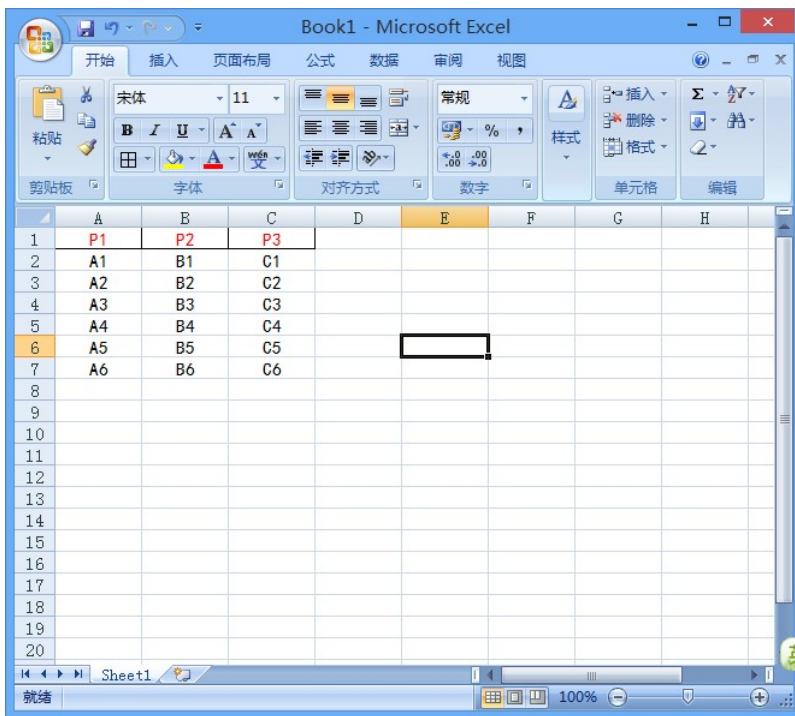 Book1 - Microsoft Excel
开始 插入 页面布局 公式 数据 审阅 视图
宋体 11 常规 插入 Σ
粘贴 B I U A A % , 样式 删除
A wén 文 .00 .0 格式
剪贴板 字体 对齐方式 数字 单元格 编辑
A B C D E F G H
1 P1 P2 P3
2 A1 B1 C1
3 A2 B2 C2
4 A3 B3 C3
5 A4 B4 C4
6 A5 B5 C5
7 A6 B6 C6
8
9
10
11
12
13
14
15
16
17
18
19
20
Sheet1
就绪 100%